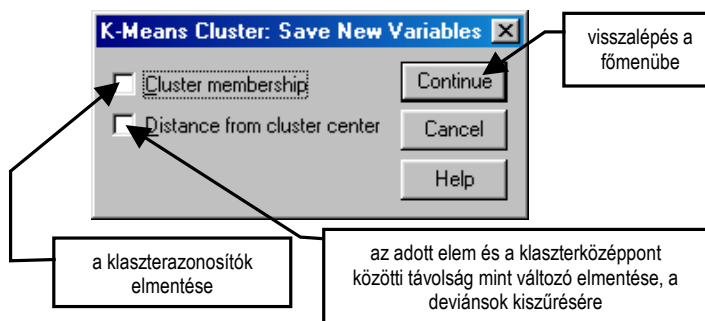 K-Means Cluster: Save New Variables
visszalépés a
főmenübe
Cluster membership
Continue
Distance from cluster center
Cancel
Help
a klaszterazonosítók
elmentése
az adott elem és a klaszterközéppont
közötti távolság mint változó elmentése, a
deviánsok kiszűrésére